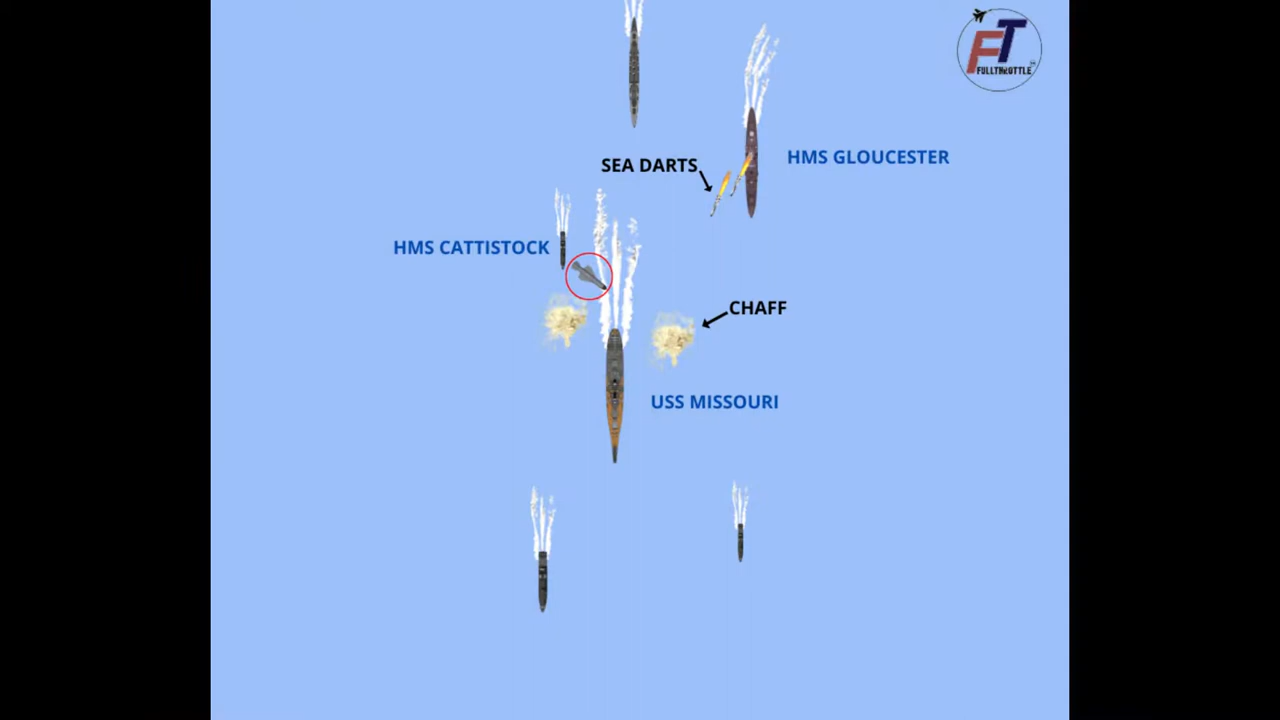 FT
FULLTHROTTLE
HMS GLOUCESTER
SEA DARTS
HMS CATTISTOCK
CHAFF
USS MISSOURI